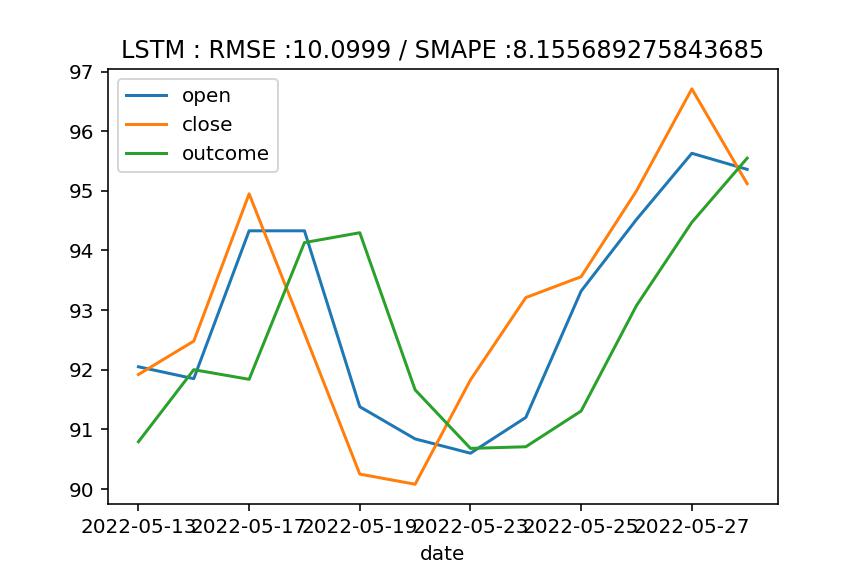 LSTM : RMSE :10.0999 / SMAPE :8.155689275843685
open
close
outcome
97
96
95
94
93
92
91
90
2022-05-13 2022-05-17 2022-05-19 2022-05-23 2022-05-25 2022-05-27
date